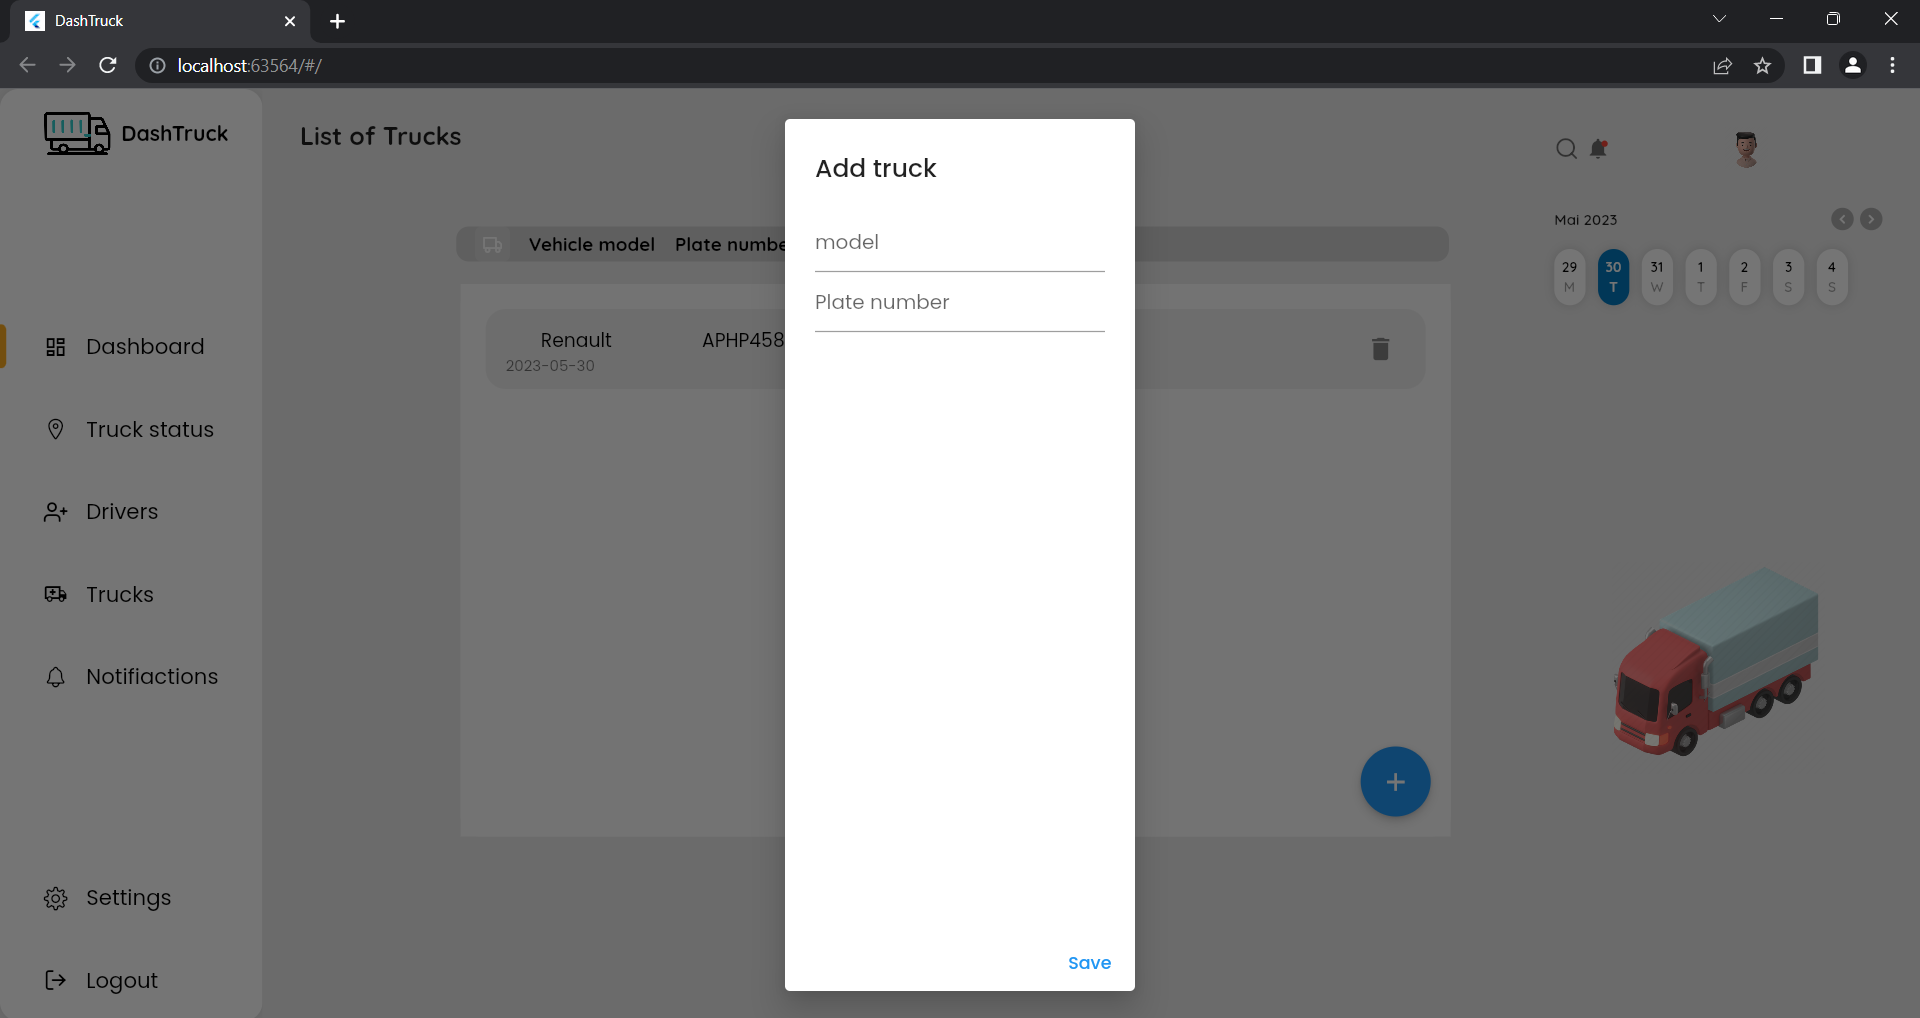 DashTruck
localhost:63564/#/
DashTruck
List of Trucks
Add truck
model
Plate number
Save
Vehicle model Plate numbe
Renault APHP458
2023-05-30
Dashboard
Truck status
Drivers
Trucks
Notifiactions
Settings
Logout
Mai 2023
29 30 31 1 2 3 4
M T W T F S S